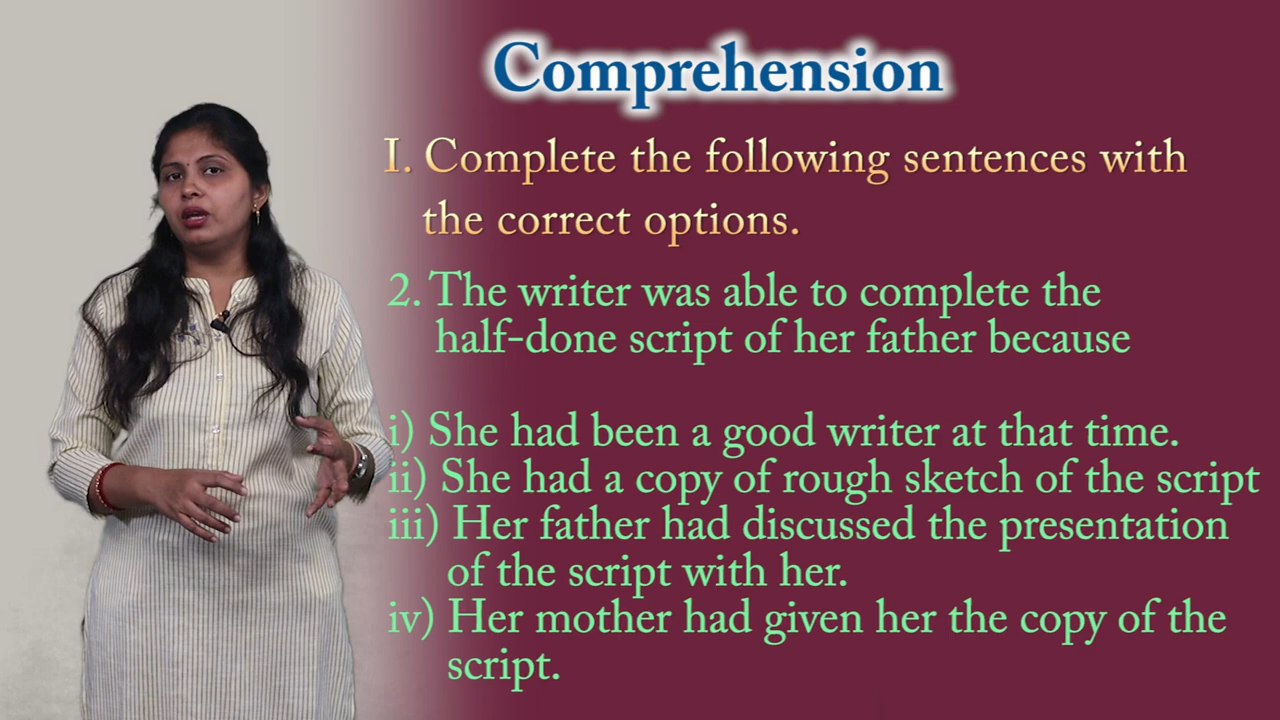 Comprehension
I. Complete the following sentences with
the correct options.
2. The writer was able to complete the
half-done script of her father because
i) She had been a good writer at that time.
ii) She had a copy of rough sketch of the script
iii) Her father had discussed the presentation
of the script with her.
iv) Her mother had given her the copy of the
script.